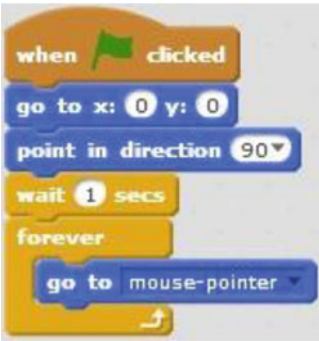 when clicked
go to x: 0 y: 0
point in direction 90
wait 1 secs
forever
go to mouse-pointer